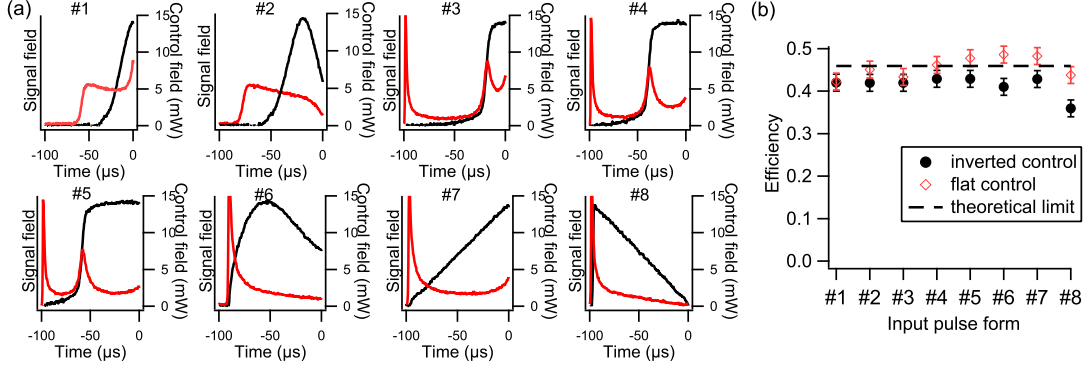 (a)
#1
#2
#3
#4
Signal field
15
10
5
0
Control field (mW)
Signal field
15
10
5
0
Control field (mW)
Signal field
15
10
5
0
Control field (mW)
Signal field
15
10
5
0
Control field (mW)
-100 -50 0
Time (µs)
-100 -50 0
Time (µs)
-100 -50 0
Time (µs)
-100 -50 0
Time (µs)
#5
#6
#7
#8
Signal field
15
10
5
0
Control field (mW)
Signal field
15
10
5
0
Control field (mW)
Signal field
15
10
5
0
Control field (mW)
Signal field
15
10
5
0
Control field (mW)
-100 -50 0
Time (µs)
-100 -50 0
Time (µs)
-100 -50 0
Time (µs)
-100 -50 0
Time (µs)
(b)
Efficiency
0.5
0.4
0.3
0.4
0.1
0.0
inverted control
flat control
theoretical limit
#1 #2 #3 #4 #5 #6 #7 #8
Input pulse form